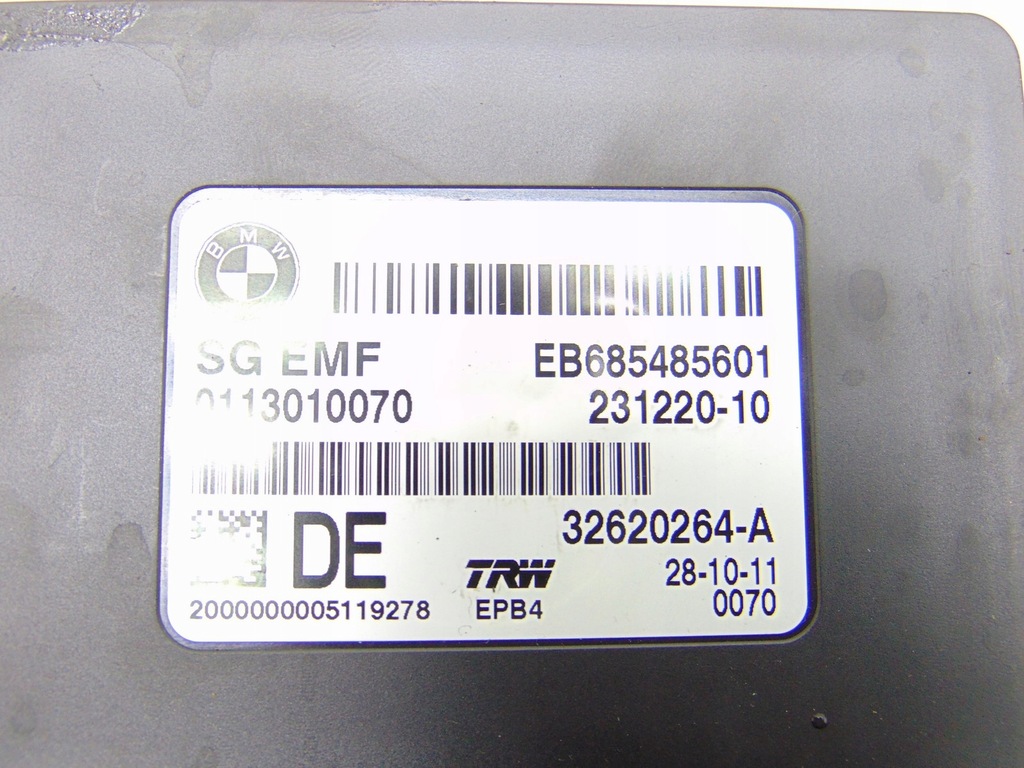 BMW
SG EMF EB685485601
0113010070 231220-10
DE 32620264-A
TRW 28-10-11
2000000005119278 EPB4 0070